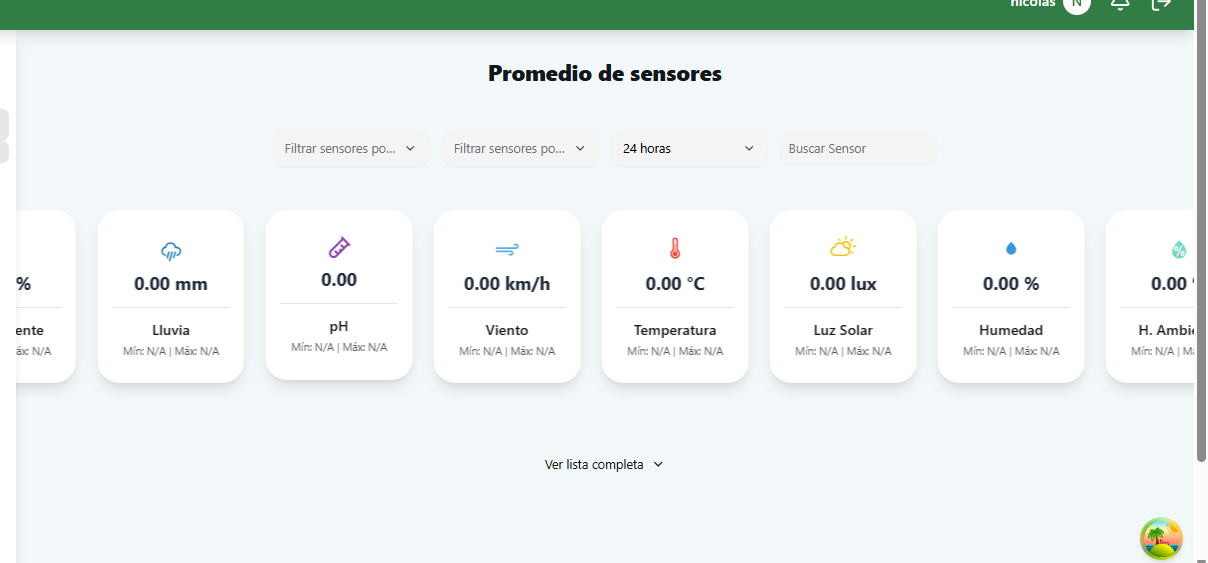 nicolas N
Promedio de sensores
Filtrar sensores po... Filtrar sensores po... 24 horas Buscar Sensor
% 0.00 mm 0.00 0.00 km/h 0.00 °C 0.00 lux 0.00 % % 0.00
ente Lluvia pH Viento Temperatura Luz Solar Humedad H. Ambie
N/A Mín: N/A | Máx: N/A Mín: N/A | Máx: N/A Mín: N/A | Máx: N/A Mín: N/A | Máx: N/A Mín: N/A | Máx: N/A Mín: N/A | Máx: N/A Mín: N/A | M
Ver lista completa